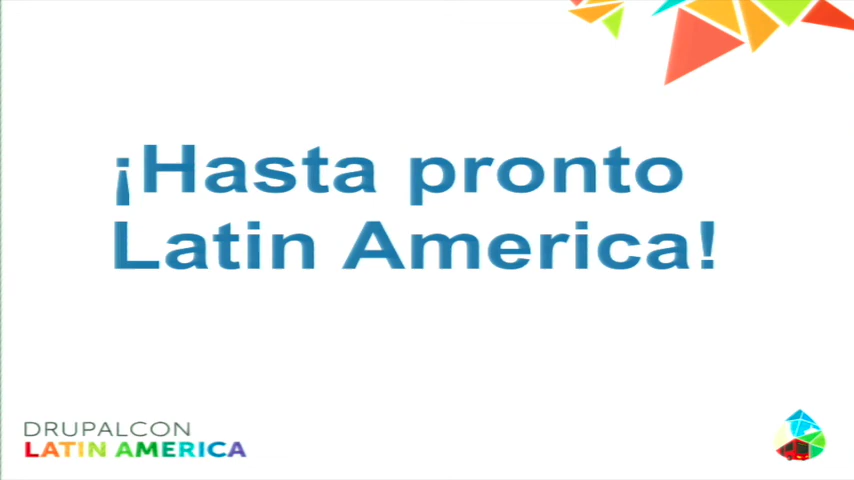 ¡Hasta pronto
Latin America!
DRUPALCON
LATIN AMERICA